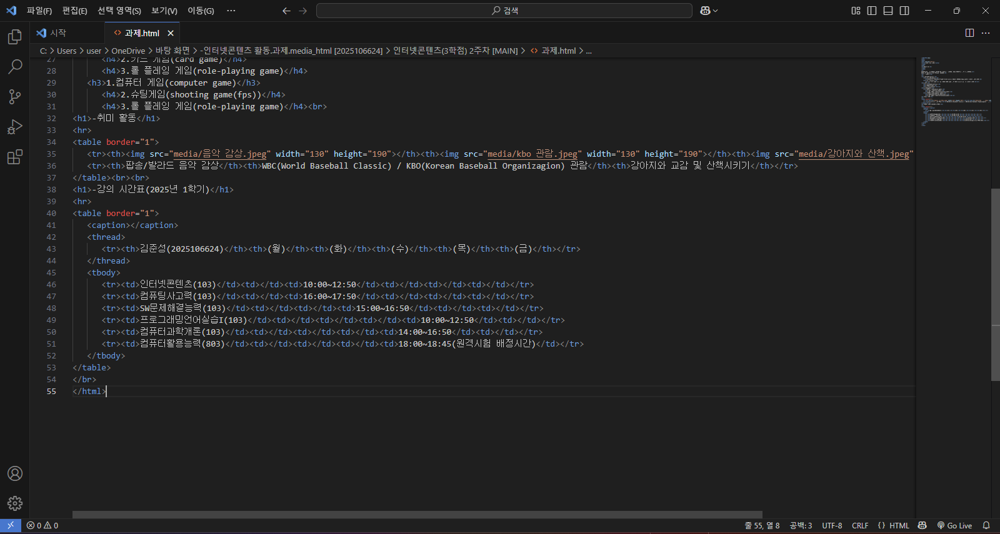 파일(F) 편집(E) 선택 영역(S) 보기(V) 이동(G) ··· 검색
시작 과제.html
C: > Users > user > OneDrive > 바탕 화면 > -인터넷콘텐츠 활동.과제.media_html [2025106624] > 인터넷콘텐츠(3학점) 2주차 [MAIN] > <> 과제.html > ...
27 <h4>2.카드 게임(card game)</h4>
28 <h4>3.롤 플레잉 게임(role-playing game)</h4>
29 <h3>1.컴퓨터 게임(computer game)</h3>
30 <h4>2.슈팅게임(shooting game(fps))</h4>
31 <h4>3.롤 플레잉 게임(role-playing game)</h4><br>
32 <h1>-취미 활동</h1>
33 <hr>
34 <table border="1">
35 <tr><th><img src="media/음악 감상.jpeg" width="130" height="190"></th><th><img src="media/kbo 관람.jpeg" width="130" height="190"></th><th><img src="media/강아지와 산책.jpeg"
36 <tr><th>팝송/발라드 음악 감상</th><th>WBC(World Baseball Classic) / KBO(Korean Baseball Organizagion) 관람</th><th>강아지와 교감 및 산책시키기</th></tr>
37 </table><br><br>
38 <h1>-강의 시간표(2025년 1학기)</h1>
39 <hr>
40 <table border="1">
41 <caption></caption>
42 <thread>
43 <tr><th>김준성(2025106624)</th><th>(월)</th><th>(화)</th><th>(수)</th><th>(목)</th><th>(금)</th></tr>
44 </thread>
45 <tbody>
46 <tr><td>인터넷콘텐츠(103)</td><td></td><td>10:00~12:50</td><td></td><td></td><td></td></tr>
47 <tr><td>컴퓨팅사고력(103)</td><td></td><td>16:00~17:50</td><td></td><td></td><td></td></tr>
48 <tr><td>SW문제해결능력(103)</td><td></td><td></td><td>15:00~16:50</td><td></td><td></td></tr>
49 <tr><td>프로그래밍언어실습I(103)</td><td></td><td></td><td></td><td>10:00~12:50</td><td></td></tr>
50 <tr><td>컴퓨터과학개론(103)</td><td></td><td></td><td></td><td>14:00~16:50</td><td></td></tr>
51 <tr><td>컴퓨터활용능력(803)</td><td></td><td></td><td></td><td>18:00~18:45(원격시험 배정시간)</td></tr>
52 </tbody>
53 </table>
54 </br>
55 </html>
0 0 줄 55, 열 8 공백: 3 UTF-8 CRLF {} HTML Go Live